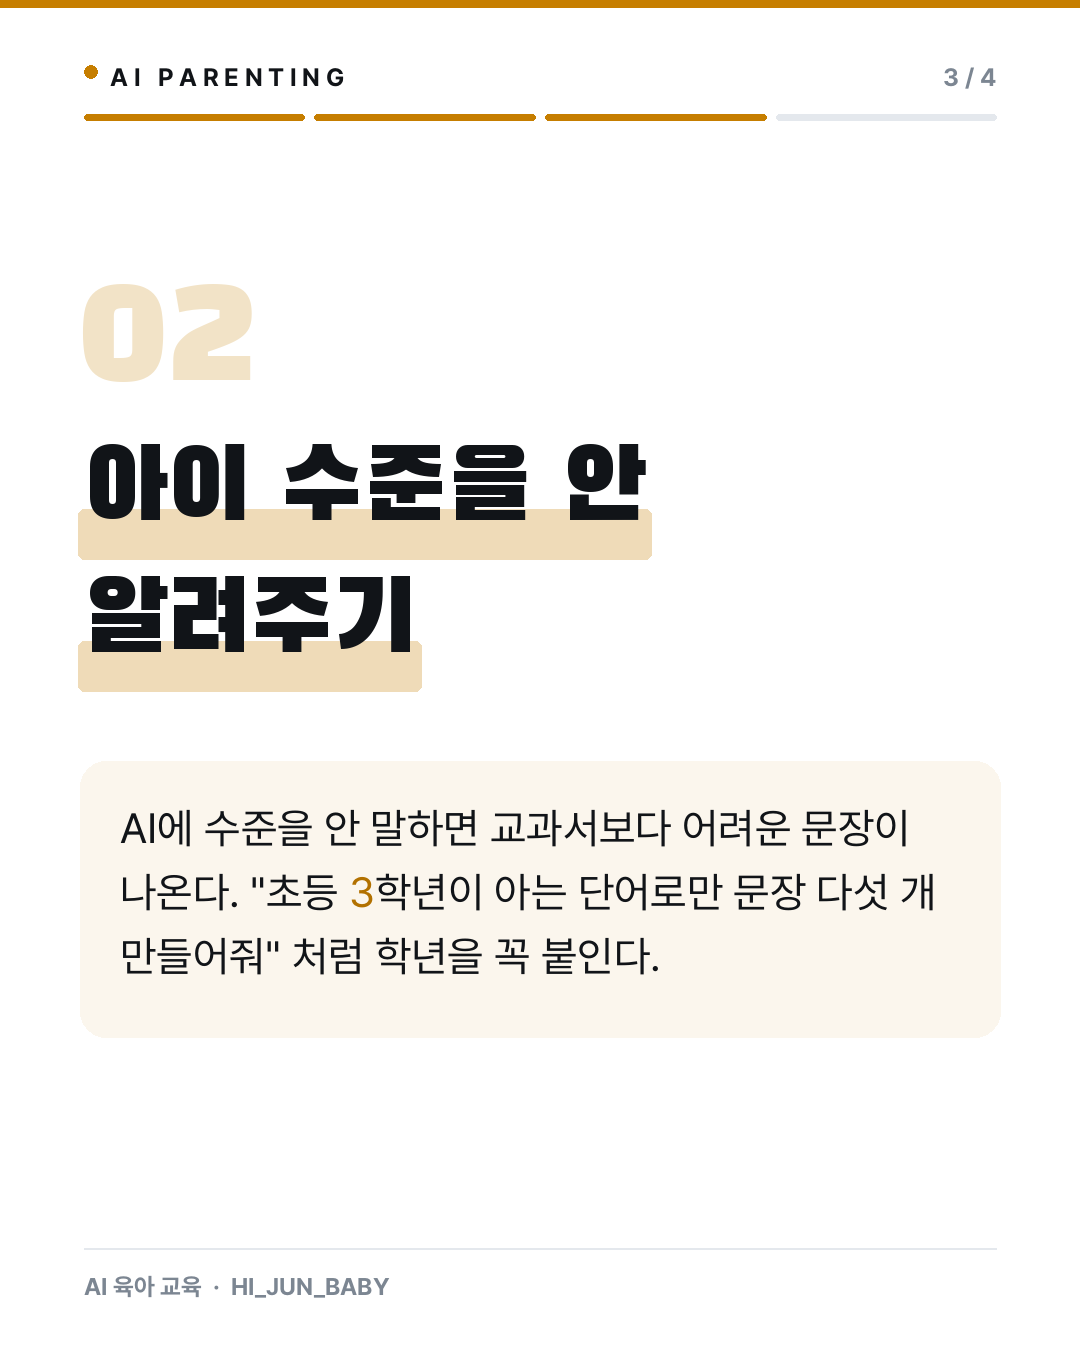 AI PARENTING
3 / 4
02
아이 수준을 안
알려주기
AI에 수준을 안 말하면 교과서보다 어려운 문장이
나온다. "초등 3학년이 아는 단어로만 문장 다섯 개
만들어줘" 처럼 학년을 꼭 붙인다.
AI 육아 교육 · HI_JUN_BABY